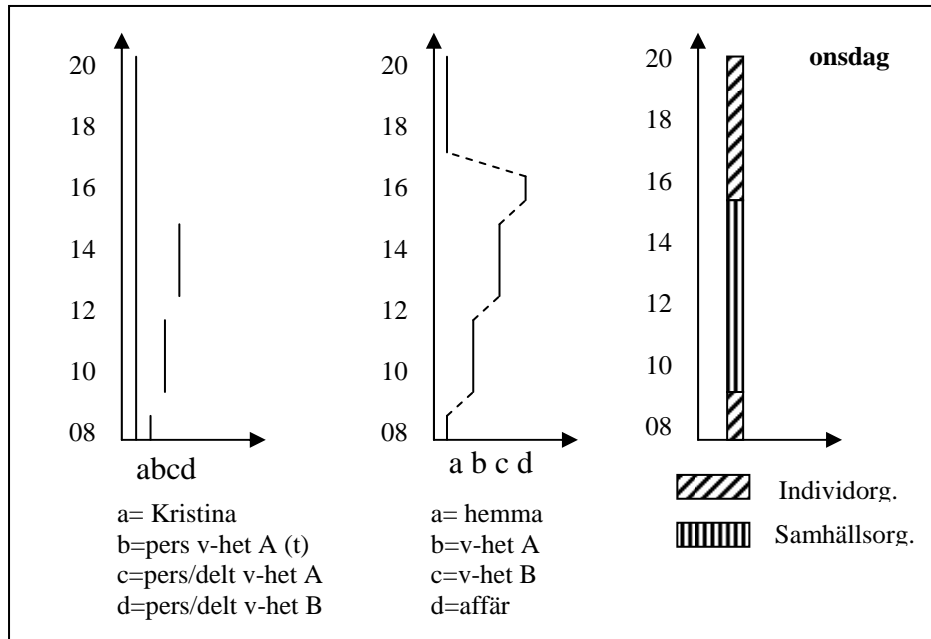 onsdag
20
18
16
14
12
10
08
abcd
a= Kristina
b=pers v-het A (t)
c=pers/delt v-het A
d=pers/delt v-het B
20
18
16
14
12
10
08
a b c d
a= hemma
b=v-het A
c=v-het B
d=affär
20
18
16
14
12
10
08
Individorg.
Samhällsorg.